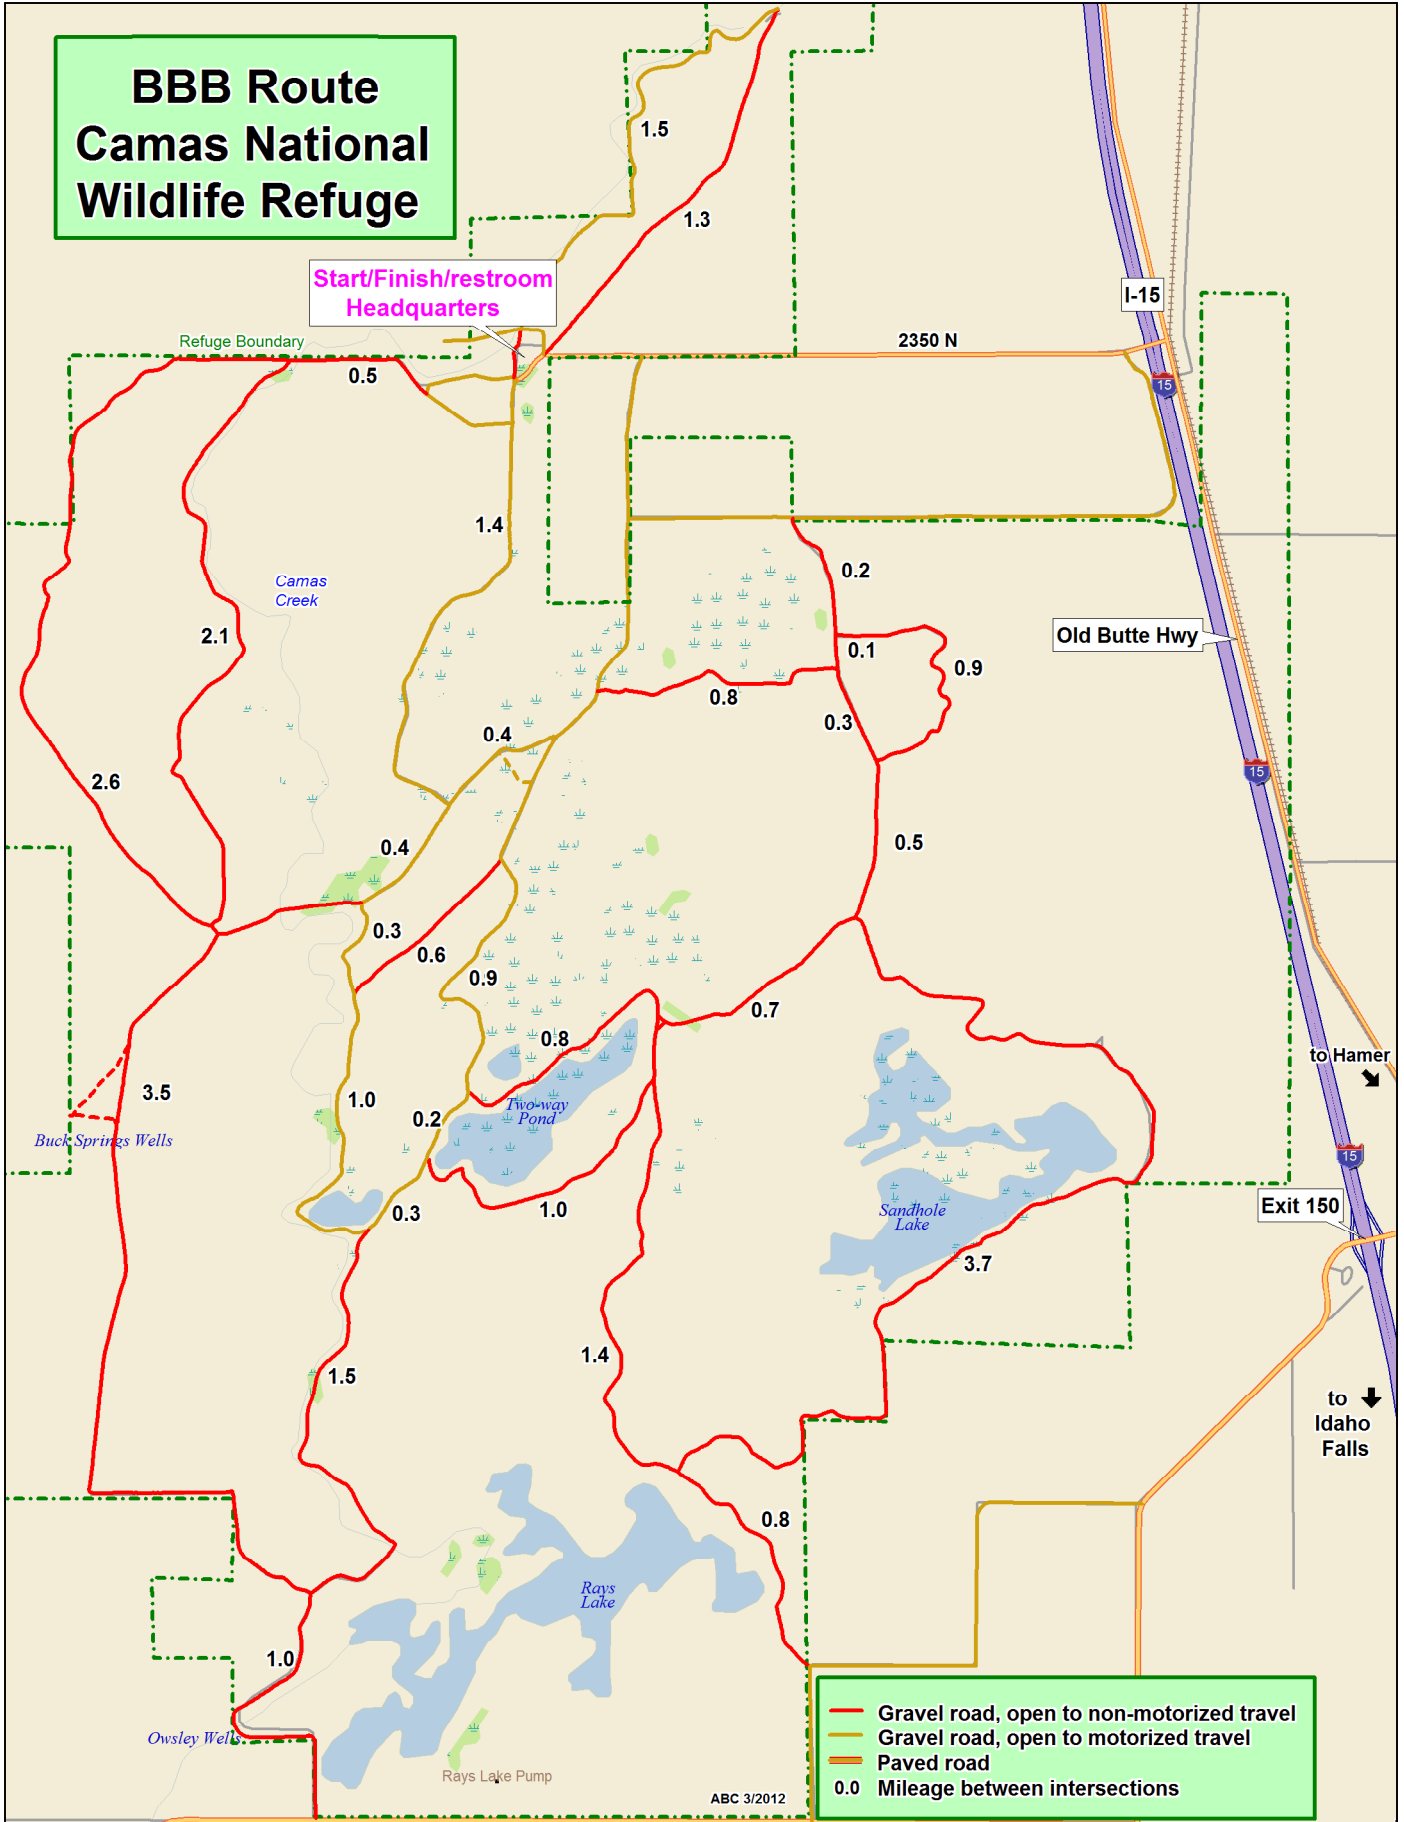 BBB Route
Camas National
Wildlife Refuge
1.5
1.3
Start/Finish/restroom
Headquarters
I-15
Refuge Boundary
2350 N
0.5
15
1.4
0.2
Camas
Creek
2.1
0.1
Old Butte Hwy
0.9
0.8
0.3
0.4
15
2.6
0.5
0.4
0.3
0.6
0.9
0.7
0.8
to Hamer
3.5
1.0
0.2
Two-way
Pond
Buck Springs Wells
15
Exit 150
0.3
1.0
Sandhole
Lake
3.7
1.4
1.5
to
Idaho
Falls
0.8
Rays
Lake
1.0
Owsley Wells
Rays Lake Pump
ABC 3/2012
Gravel road, open to non-motorized travel
Gravel road, open to motorized travel
Paved road
0.0 Mileage between intersections